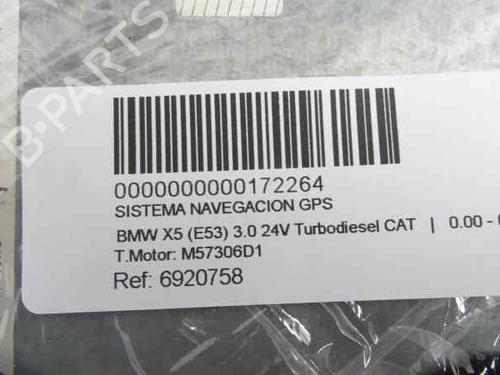 0000000000172264
SISTEMA NAVEGACION GPS
BMW X5 (E53) 3.0 24V Turbodiesel CAT | 0.00 -
T.Motor: M57306D1
Ref: 6920758
B-PARTS